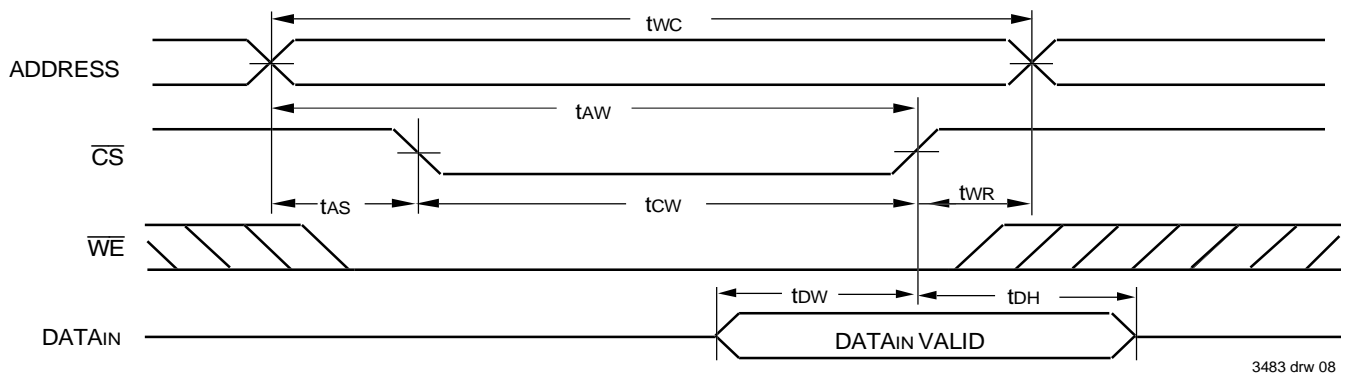 tWC
ADDRESS
tAW
CS
tAS
tCW
tWR
WE
tDW
tDH
DATAIN
DATAIN VALID
3483 drw 08